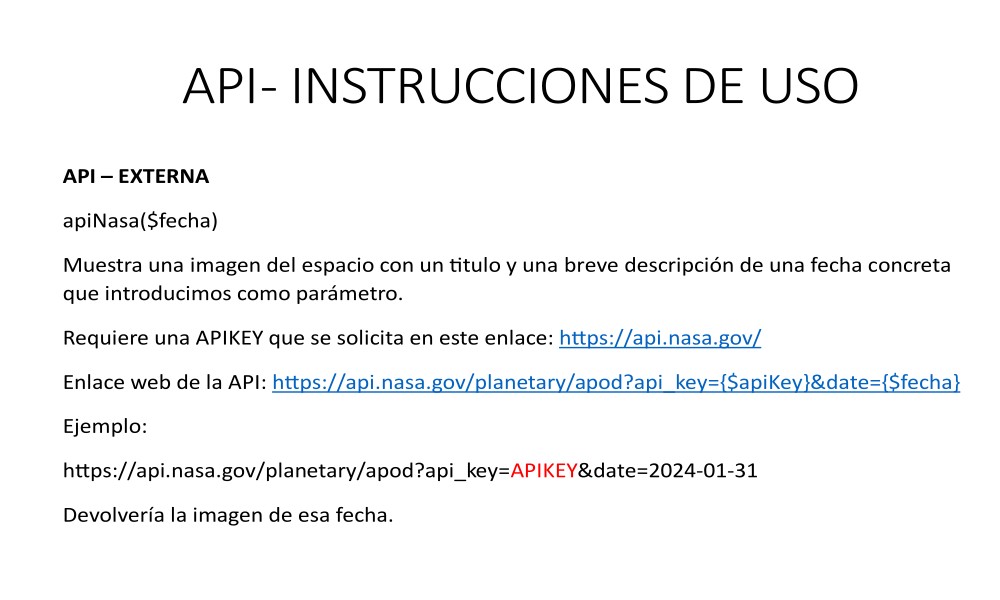 API- INSTRUCCIONES DE USO
API – EXTERNA
apiNasa($fecha)
Muestra una imagen del espacio con un titulo y una breve descripción de una fecha concreta
que introducimos como parámetro.
Requiere una APIKEY que se solicita en este enlace: https://api.nasa.gov/
Enlace web de la API: https://api.nasa.gov/planetary/apod?api_key={$apiKey}&date={$fecha}
Ejemplo:
https://api.nasa.gov/planetary/apod?api_key=APIKEY&date=2024-01-31
Devolvería la imagen de esa fecha.